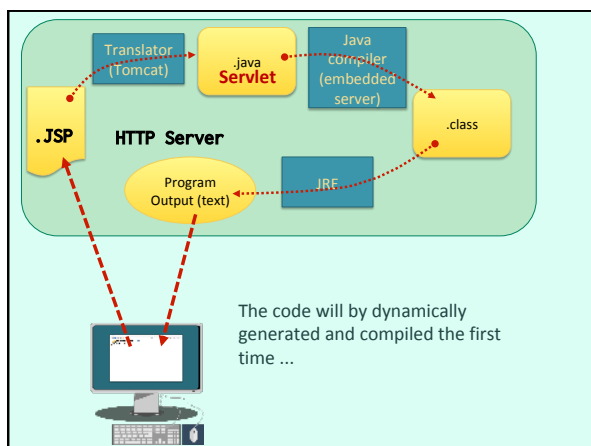 Translator
(Tomcat)
.java
Servlet
Java
compiler
(embedded
server)
.JSP
HTTP Server
.class
Program
Output (text)
JRE
The code will by dynamically
generated and compiled the first
time ...